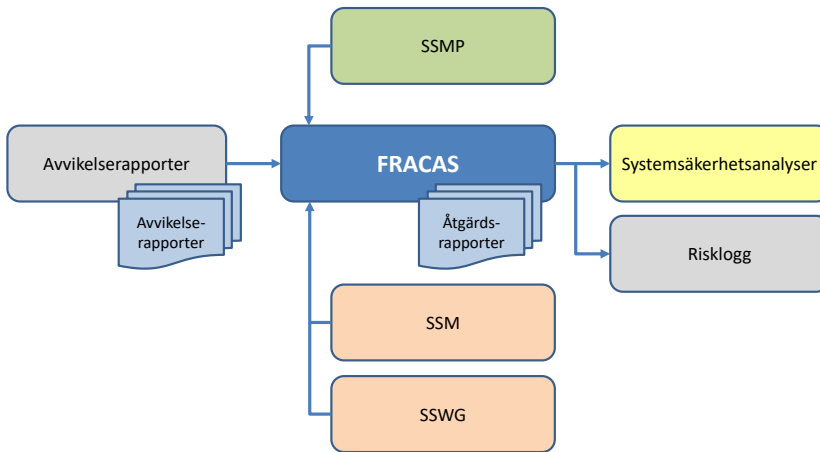 SSMP
Avvikelserapporter
FRACAS
Systemsäkerhetsanalyser
Avvikelse-
rapporter
Åtgärds-
rapporter
Risklogg
SSM
SSWG